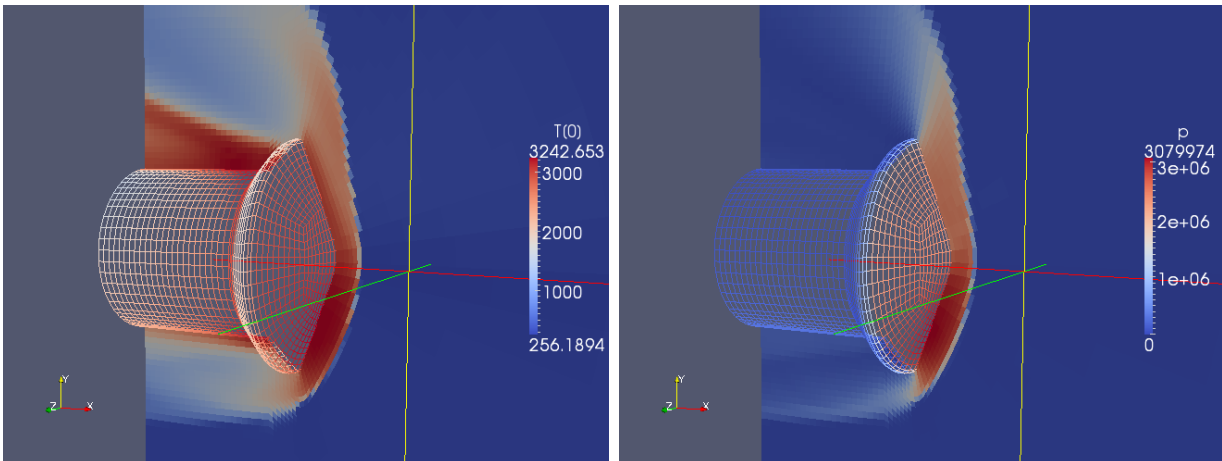 T(0)
3242.653
3000
2000
1000
256.1894
Y
Z X
p
3079974
3e+06
2e+06
1e+06
0
Y
Z X